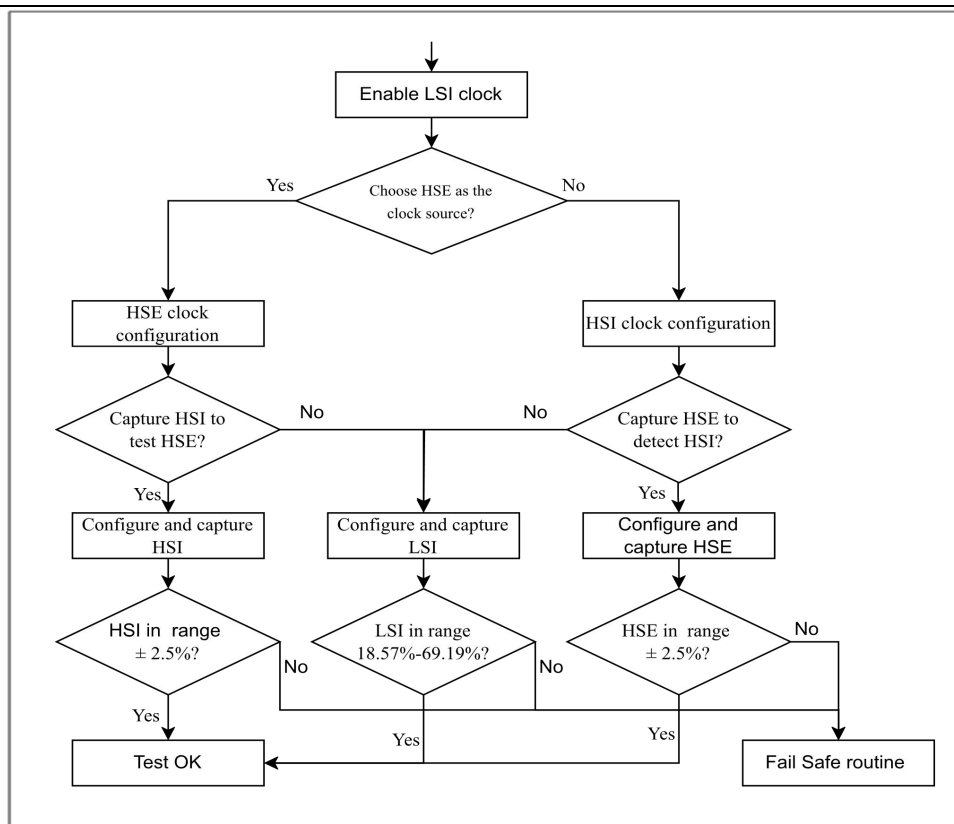 Enable LSI clock
Yes
Choose HSE as the
clock source?
No
HSE clock
configuration
HSI clock configuration
Capture HSI to
test HSE?
No
No
Capture HSE to
detect HSI?
Yes
Yes
Configure and capture
HSI
Configure and capture
LSI
Configure and
capture HSE
HSI in range
± 2.5%?
No
LSI in range
18.57%-69.19%?
No
HSE in range
± 2.5%?
No
Yes
Yes
Yes
Test OK
Fail Safe routine